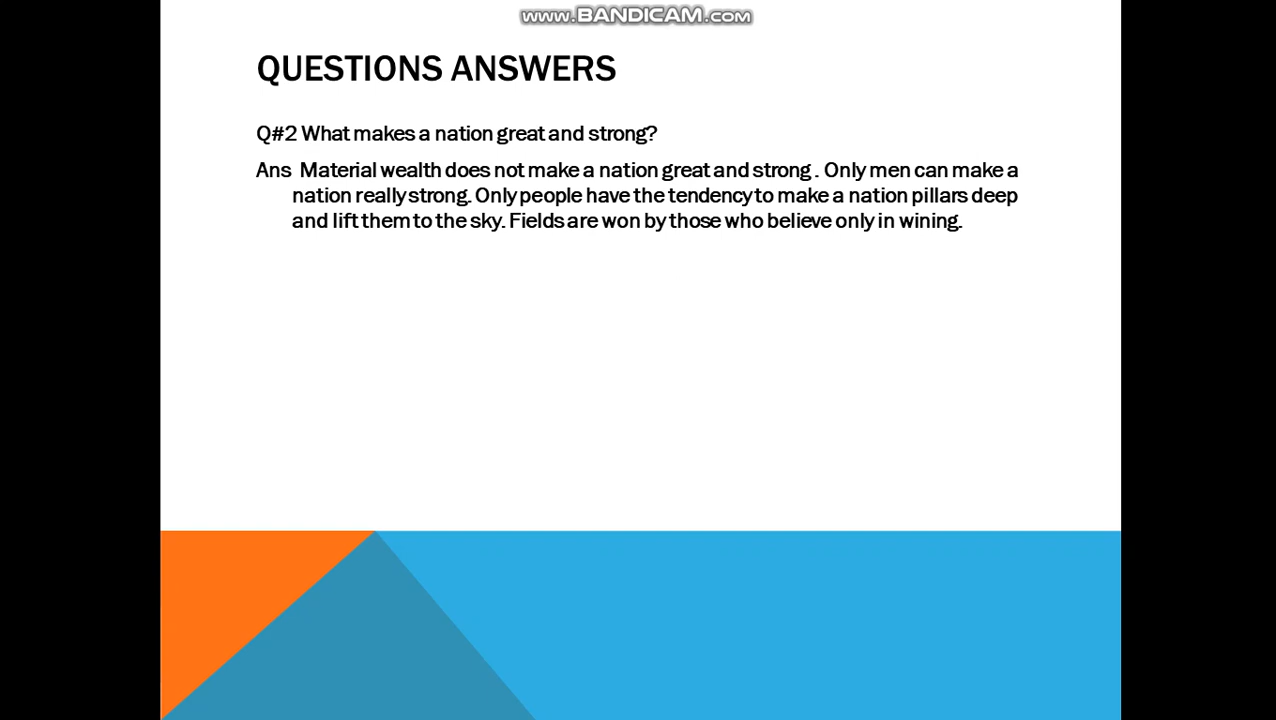 www.BANDICAM.com
QUESTIONS ANSWERS
Q#2 What makes a nation great and strong?
Ans Material wealth does not make a nation great and strong . Only men can make a
nation really strong. Only people have the tendency to make a nation pillars deep
and lift them to the sky. Fields are won by those who believe only in wining.